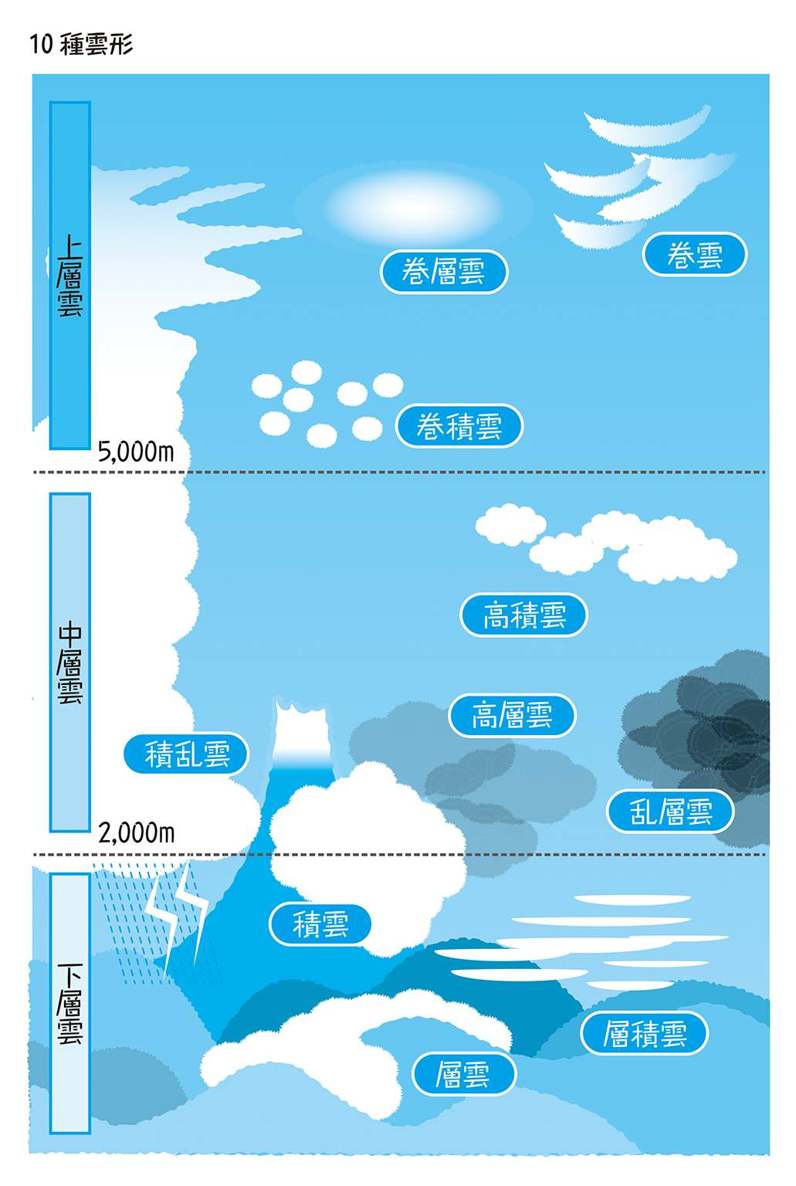 10 種雲形
上層雲
巻層雲
巻雲
巻積雲
5,000m
中層雲
高積雲
高層雲
積乱雲
乱層雲
2,000m
下層雲
積雲
層積雲
層雲